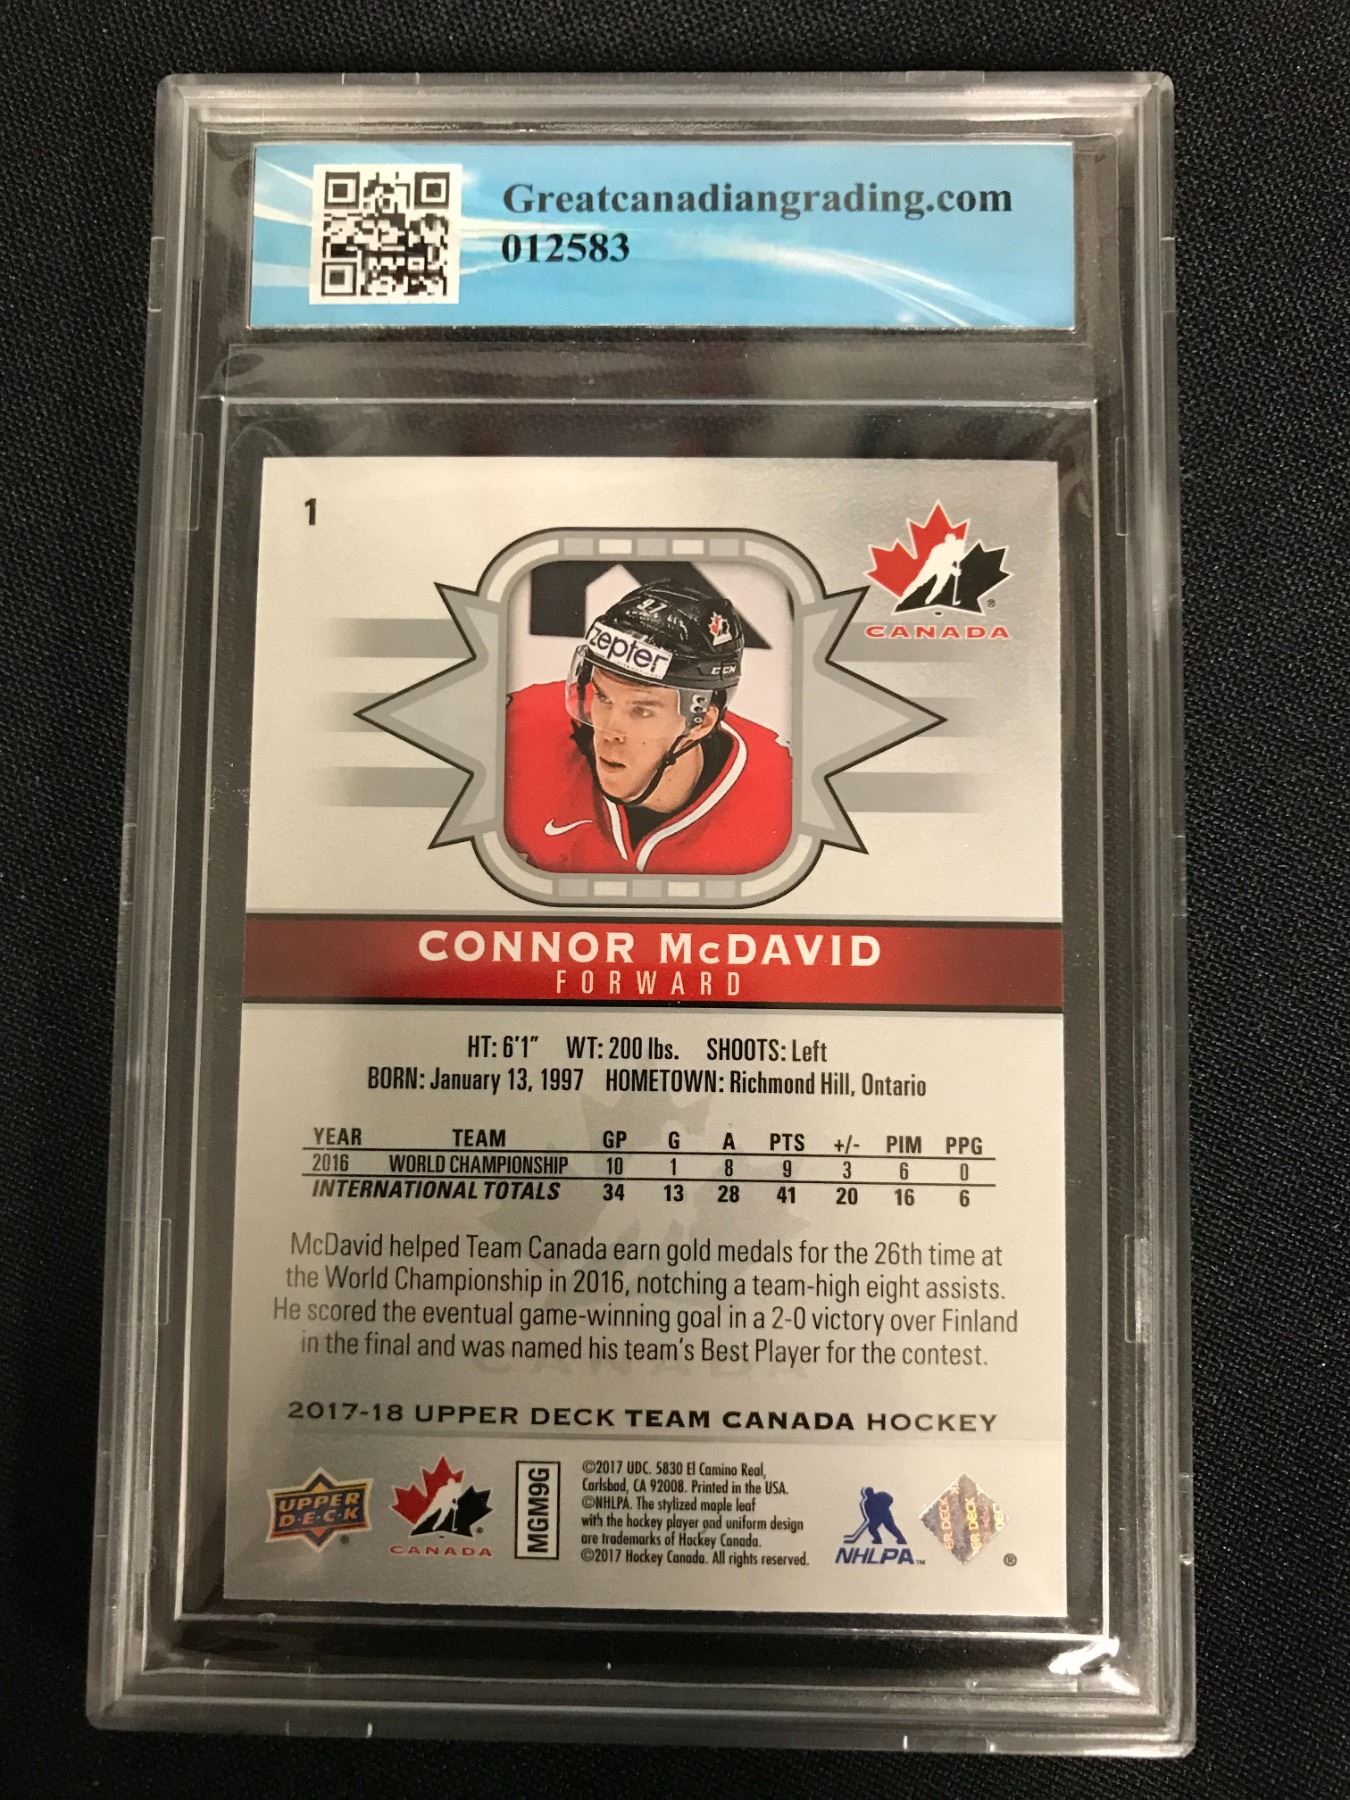 Greatcanadiangrading.com
012583
1
CANADA
97
zepter
CCM
CONNOR McDAVID
FORWARD
HT: 6'1" WT: 200 lbs. SHOOTS: Left
BORN: January 13, 1997 HOMETOWN: Richmond Hill, Ontario
YEAR TEAM GP G A PTS +/- PIM PPG
2016 WORLD CHAMPIONSHIP 10 1 8 9 3 6 0
INTERNATIONAL TOTALS 34 13 28 41 20 16 6
McDavid helped Team Canada earn gold medals for the 26th time at
the World Championship in 2016, notching a team-high eight assists.
He scored the eventual game-winning goal in a 2-0 victory over Finland
in the final and was named his team's Best Player for the contest.
2017-18 UPPER DECK TEAM CANADA HOCKEY
UPPER
D·E·C·K
®
CANADA
MGM9G
©2017 UDC. 5830 El Camino Real,
Carlsbad, CA 92008. Printed in the USA.
©NHLPA. The stylized maple leaf
with the hockey player and uniform design
are trademarks of Hockey Canada.
©2017 Hockey Canada. All rights reserved.
NHLPA™
®